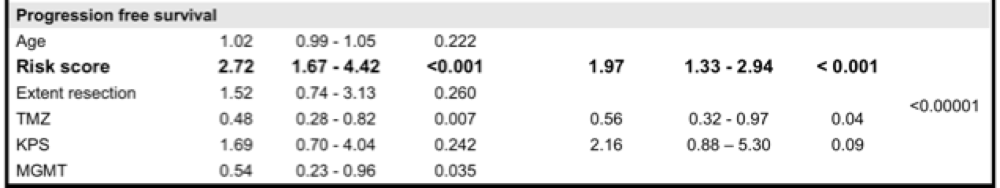 Progression free survival
Age 1.02 0.99 - 1.05 0.222
Risk score 2.72 1.67 - 4.42 <0.001 1.97 1.33 - 2.94 < 0.001
Extent resection 1.52 0.74 - 3.13 0.260
<0.00001
TMZ 0.48 0.28 - 0.82 0.007 0.56 0.32 - 0.97 0.04
KPS 1.69 0.70 - 4.04 0.242 2.16 0.88 – 5.30 0.09
MGMT 0.54 0.23 - 0.96 0.035